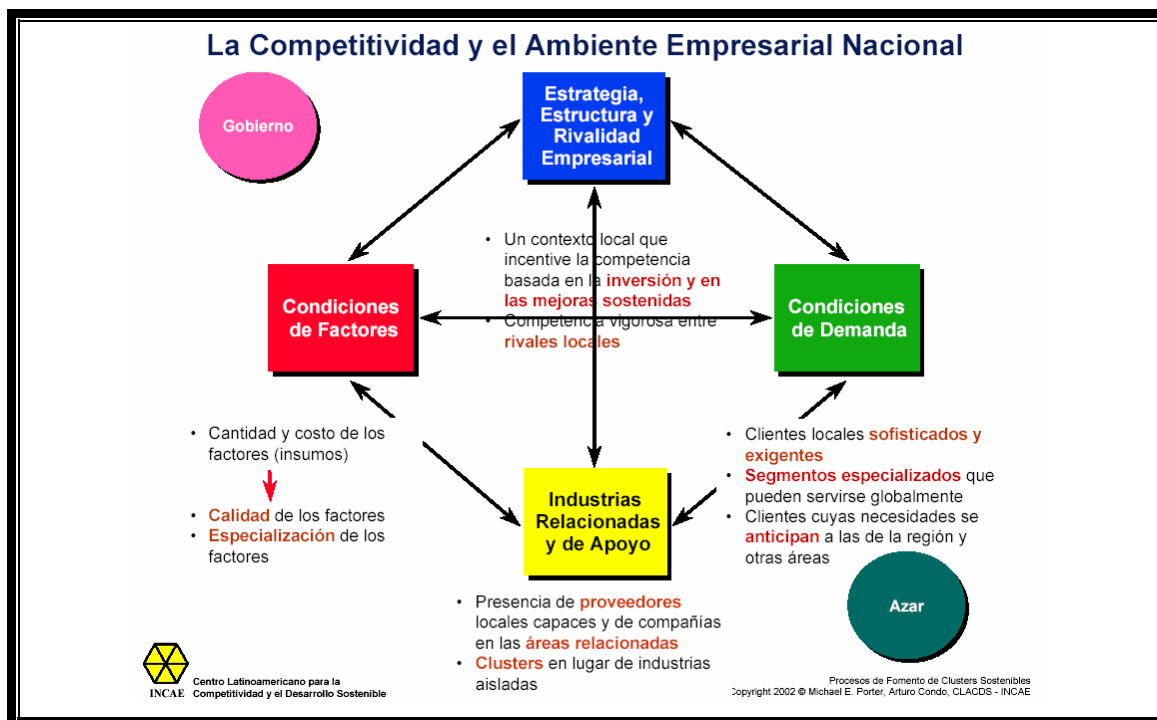 La Competitividad y el Ambiente Empresarial Nacional
Gobierno
Estrategia,
Estructura y
Rivalidad
Empresarial
• Un contexto local que
incentive la competencia
basada en la inversión y en
las mejoras sostenidas
• Competencia vigorosa entre
rivales locales
Condiciones
de Factores
Condiciones
de Demanda
• Cantidad y costo de los
factores (insumos)
• Calidad de los factores
• Especialización de los
factores
• Clientes locales sofisticados y
exigentes
• Segmentos especializados que
pueden servirse globalmente
• Clientes cuyas necesidades se
anticipan a las de la región y
otras áreas
Industrias
Relacionadas
y de Apoyo
• Presencia de proveedores
locales capaces y de compañías
en las áreas relacionadas
• Clusters en lugar de industrias
aisladas
Azar
INCAE
Centro Latinoamericano para la
Competitividad y el Desarrollo Sostenible
Procesos de Fomento de Clusters Sostenibles
Copyright 2002 © Michael E. Porter, Arturo Condo, CLACDS - INCAE